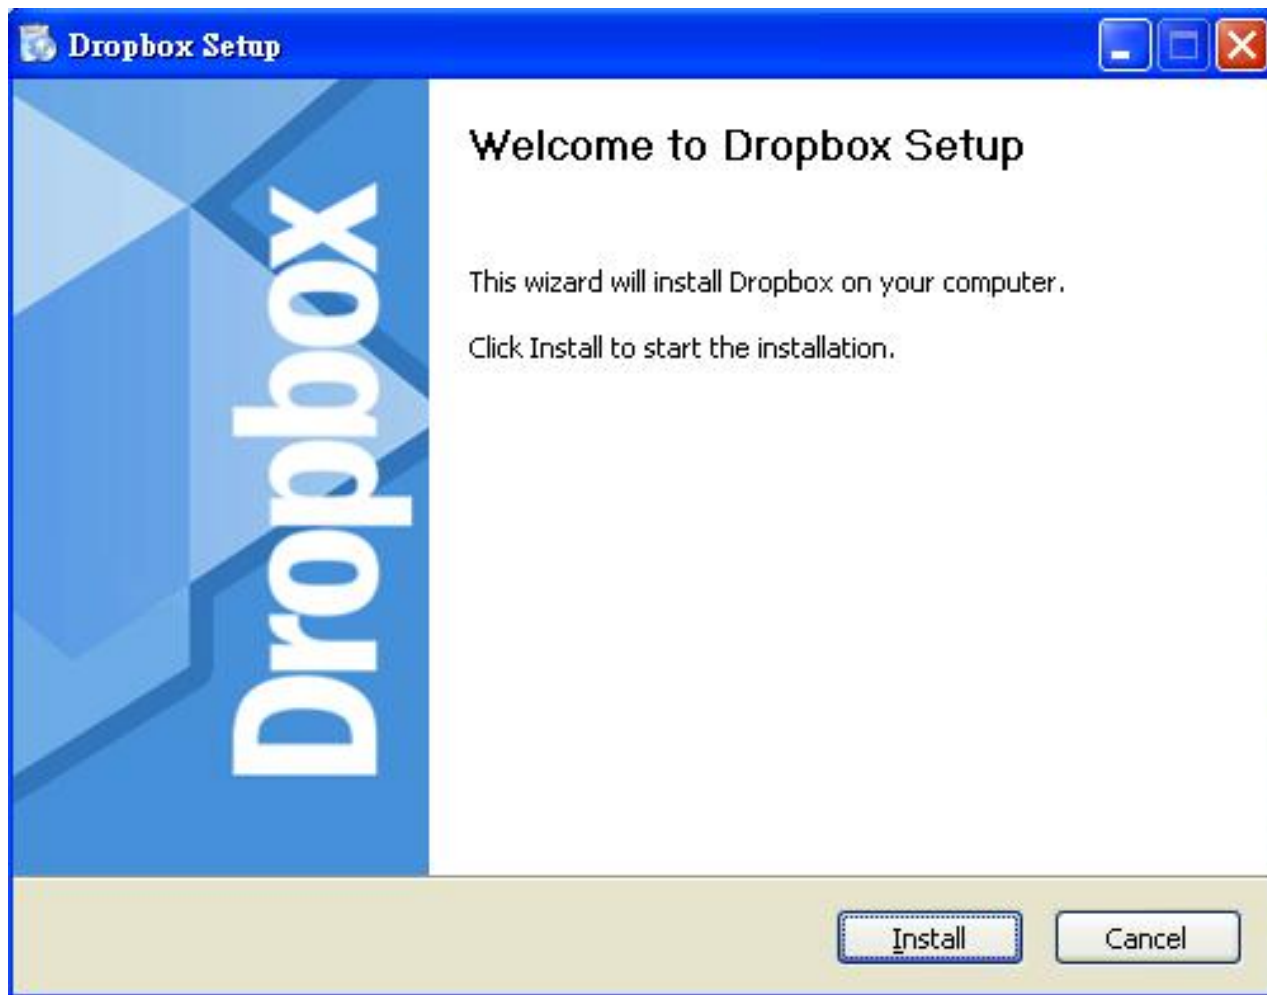 Dropbox Setup
Dropbox
Welcome to Dropbox Setup
This wizard will install Dropbox on your computer.
Click Install to start the installation.
Install
Cancel